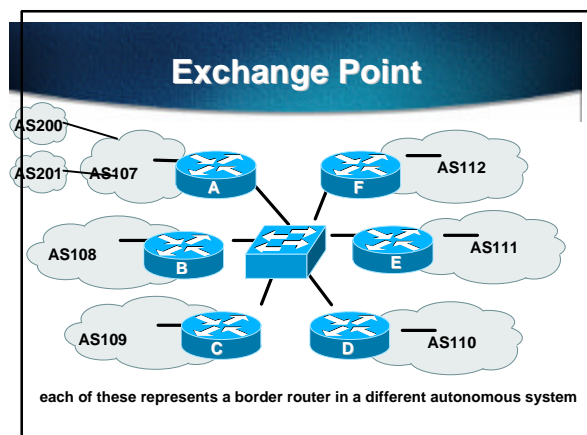 Exchange Point
AS200
AS201
AS107
A
F
AS112
AS108
B
E
AS111
AS109
C
D
AS110
each of these represents a border router in a different autonomous system